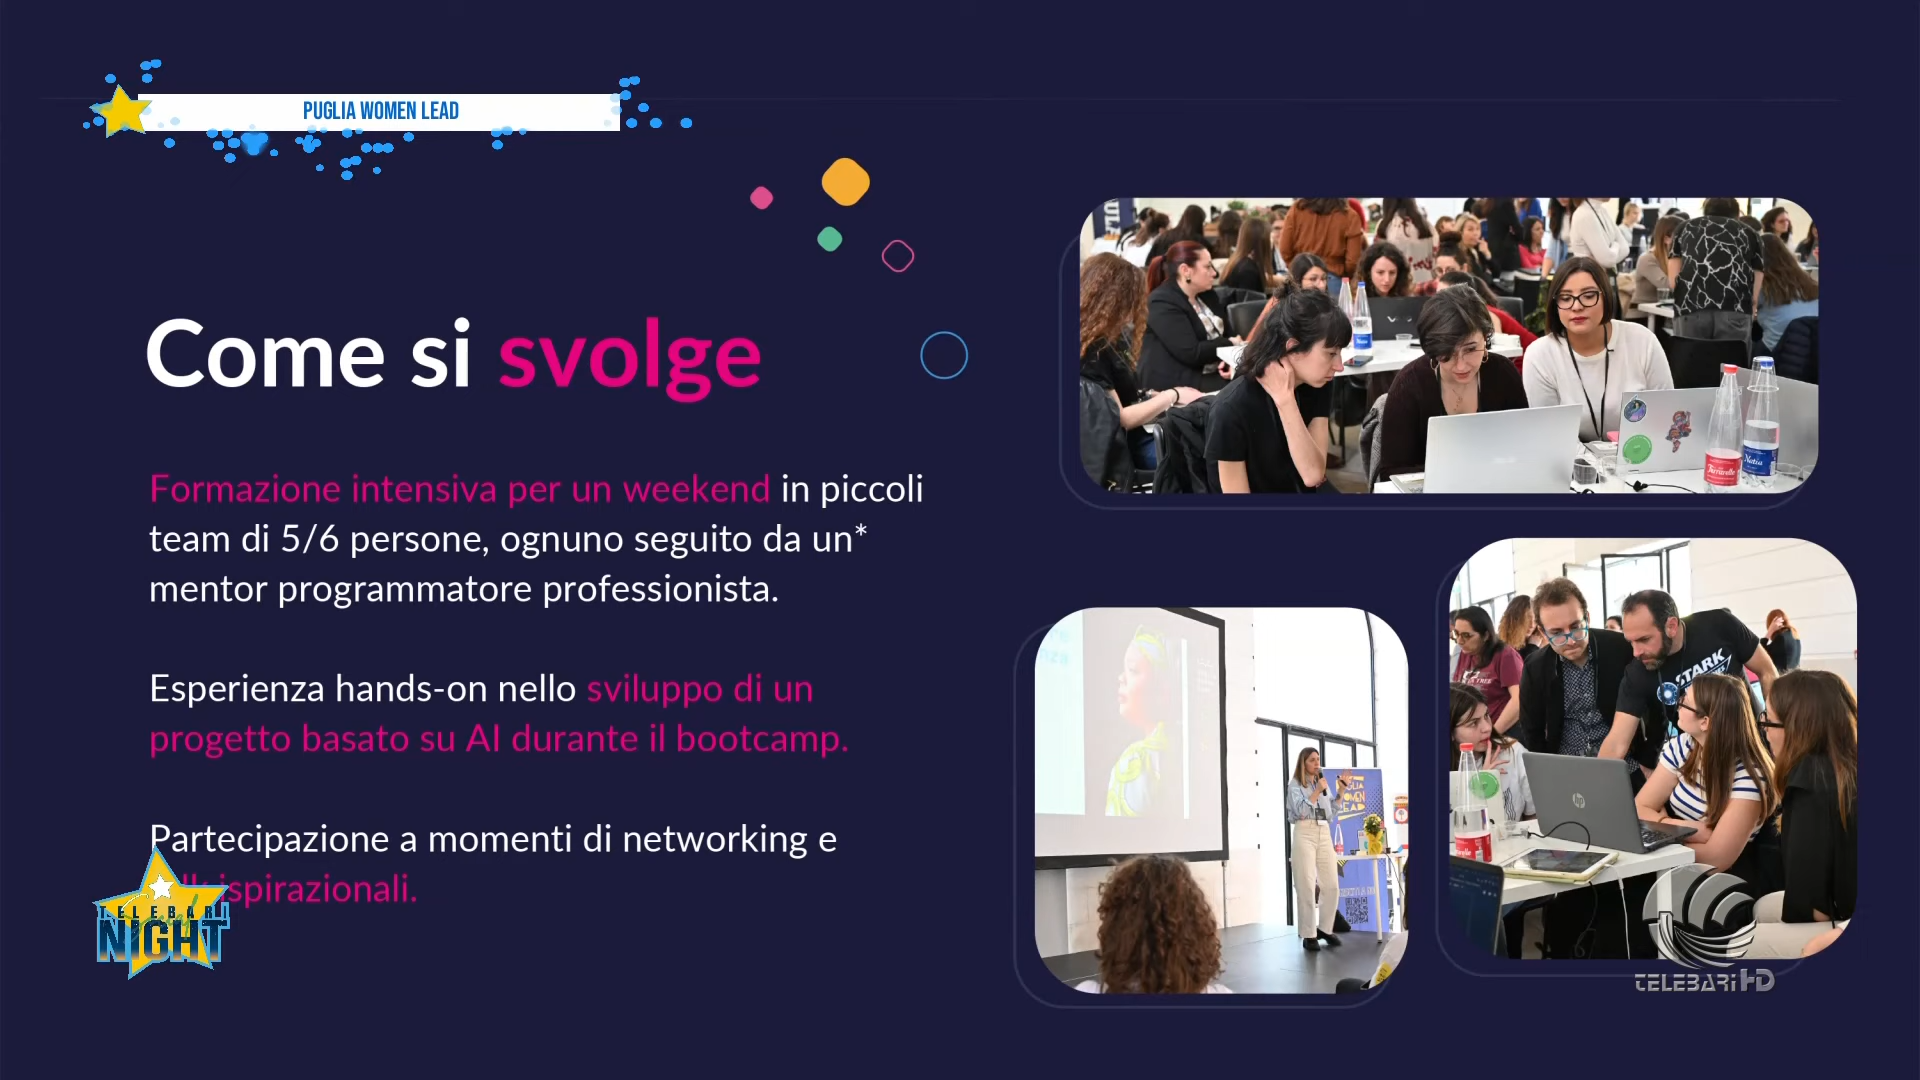 PUGLIA WOMEN LEAD
Come si svolge
Formazione intensiva per un weekend in piccoli
team di 5/6 persone, ognuno seguito da un*
mentor programmatore professionista.
Esperienza hands-on nello sviluppo di un
progetto basato su AI durante il bootcamp.
Partecipazione a momenti di networking e
ispirazionali.
TELEBARI
NIGHT
STARK
hp
TELEBARI HD